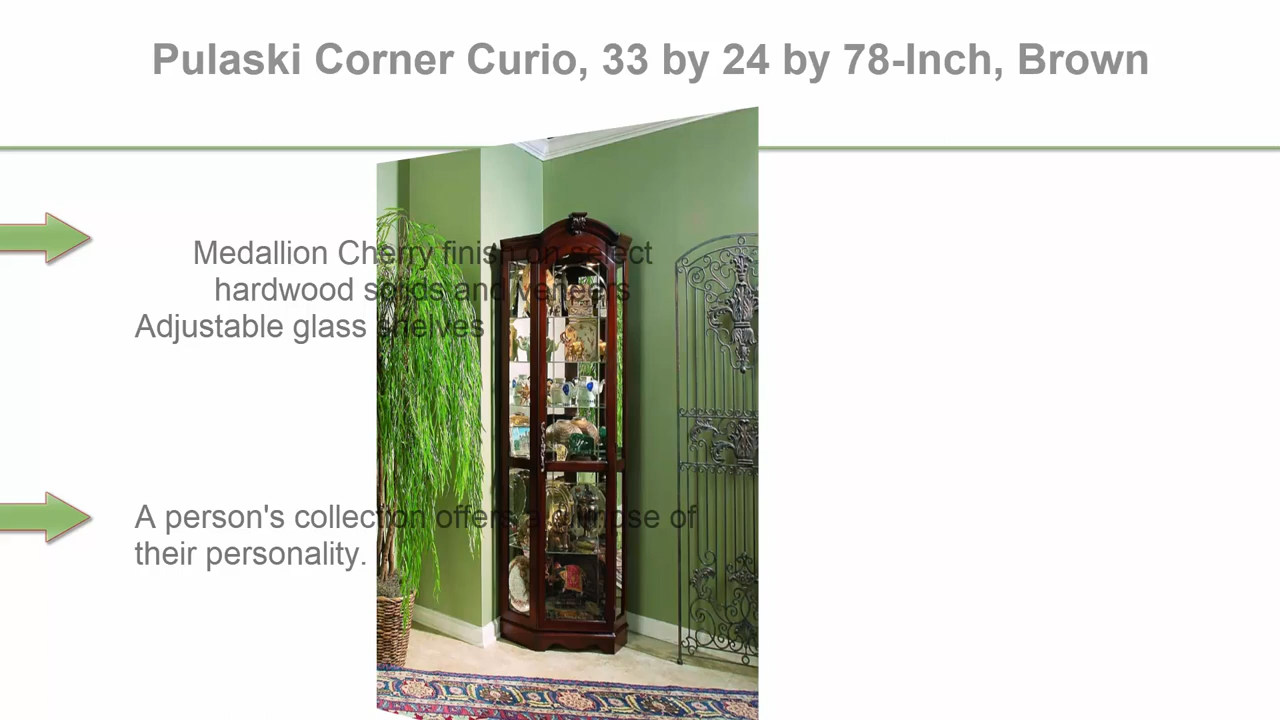 Pulaski Corner Curio, 33 by 24 by 78-Inch, Brown
Medallion Cherry finish on select
hardwood solids and veneers
Adjustable glass shelves
A person's collection offers a glimpse of
their personality.